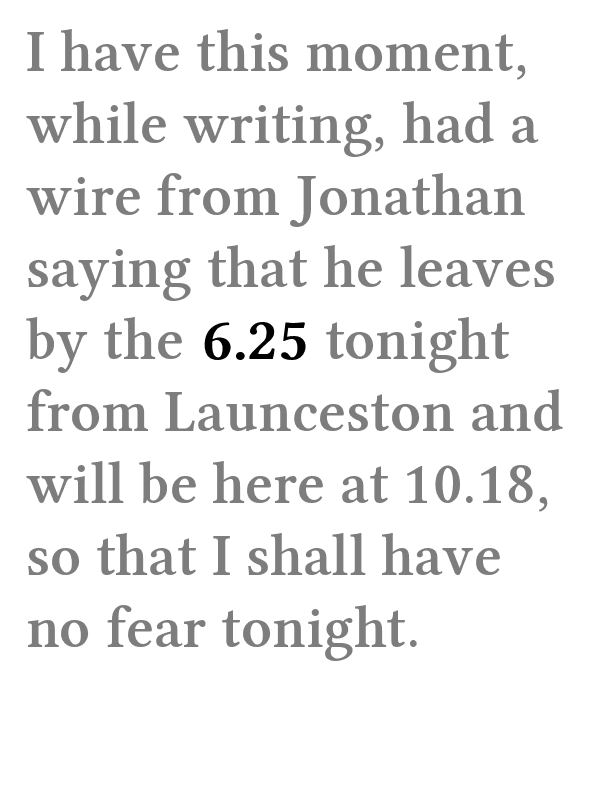 I have this moment,
while writing, had a
wire from Jonathan
saying that he leaves
by the 6.25 tonight
from Launceston and
will be here at 10.18,
so that I shall have
no fear tonight.